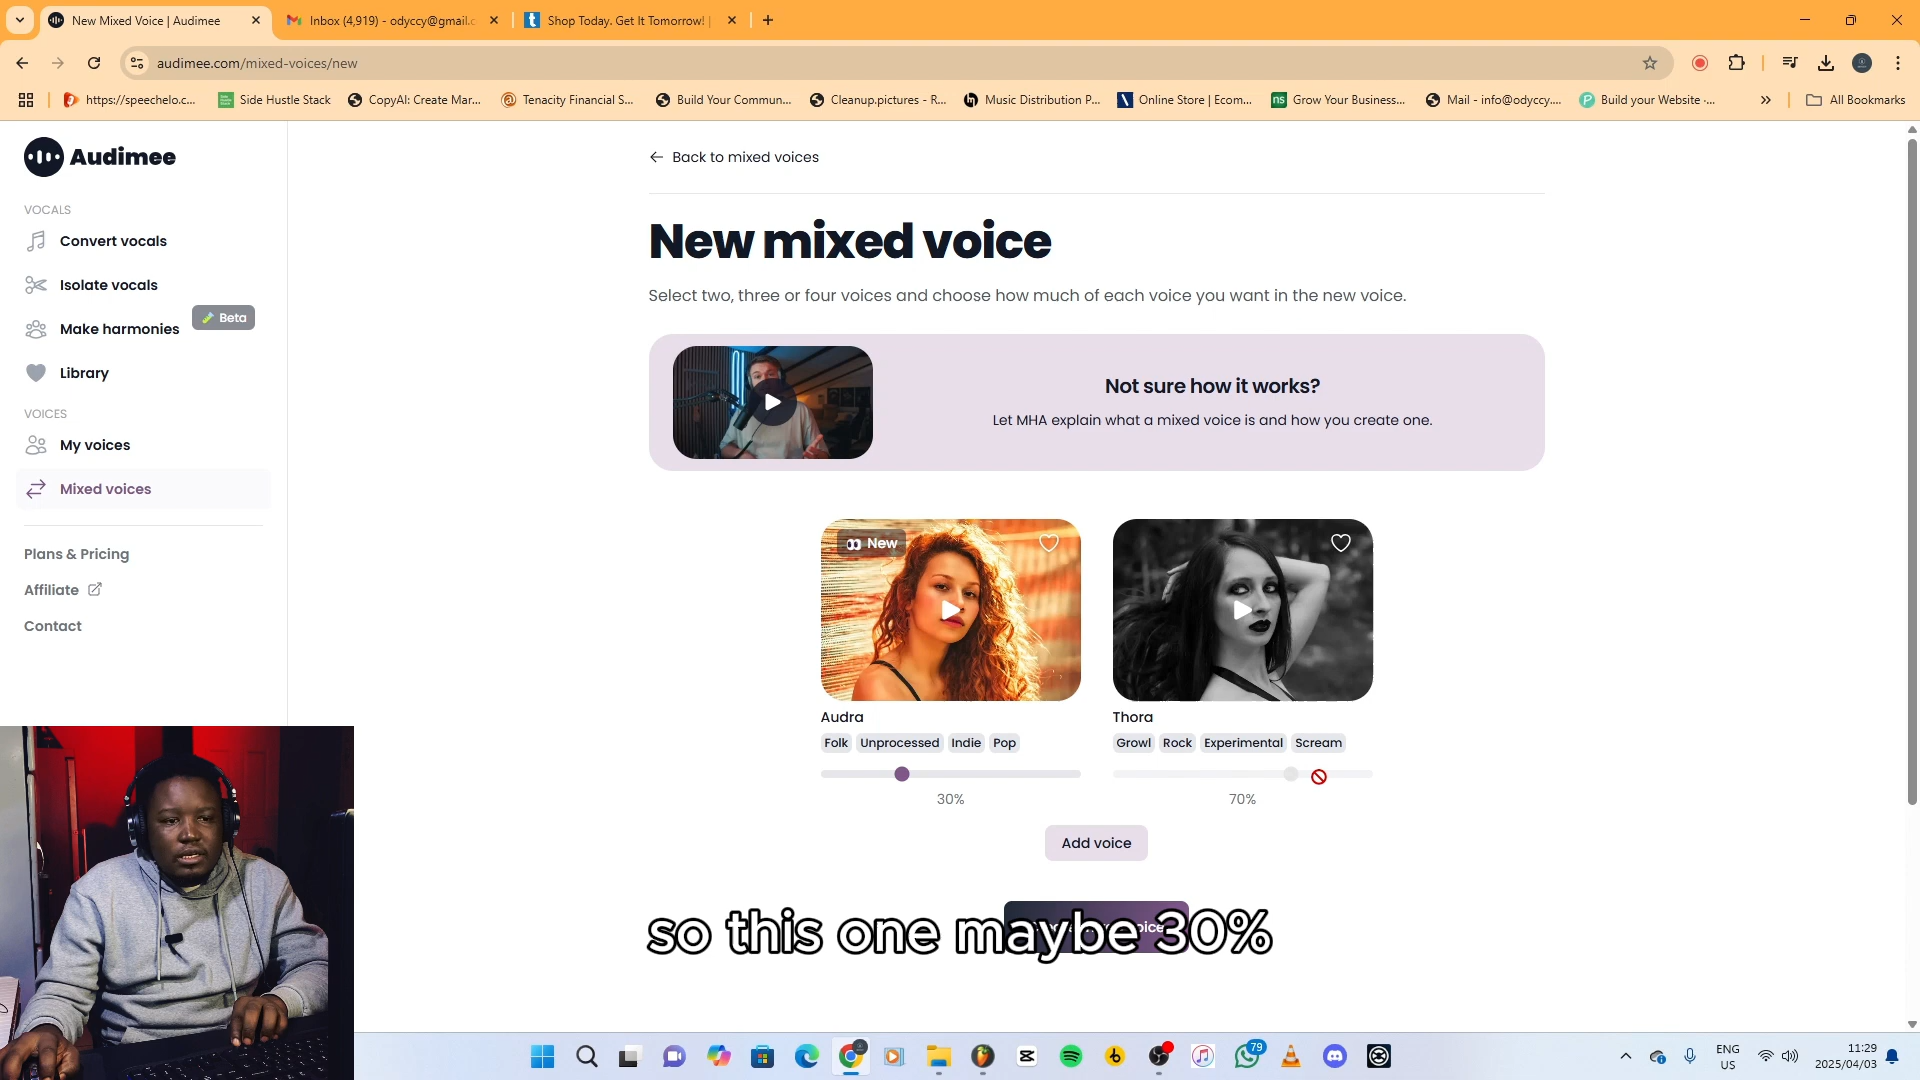 New Mixed Voice | Audimee
Inbox (4,919) - odyccy@gmail.c
Shop Today. Get It Tomorrow! |
audimee.com/mixed-voices/new
https://speechelo.c...
Side Hustle Stack
CopyAI: Create Mar...
Tenacity Financial S...
Build Your Commun...
Cleanup.pictures - R...
Music Distribution P...
Online Store | Ecom...
Grow Your Business...
Mail - info@odyccy....
Build your Website -...
All Bookmarks
Audimee
VOCALS
Convert vocals
Isolate vocals
Make harmonies
Beta
Library
VOICES
My voices
Mixed voices
Plans & Pricing
Affiliate
Contact
Back to mixed voices
New mixed voice
Select two, three or four voices and choose how much of each voice you want in the new voice.
Not sure how it works?
Let MHA explain what a mixed voice is and how you create one.
New
Audra
Folk Unprocessed Indie Pop
30%
Thora
Growl Rock Experimental Scream
70%
Add voice
so this one maybe 30%
79
ENG
US
11:29
2025/04/03